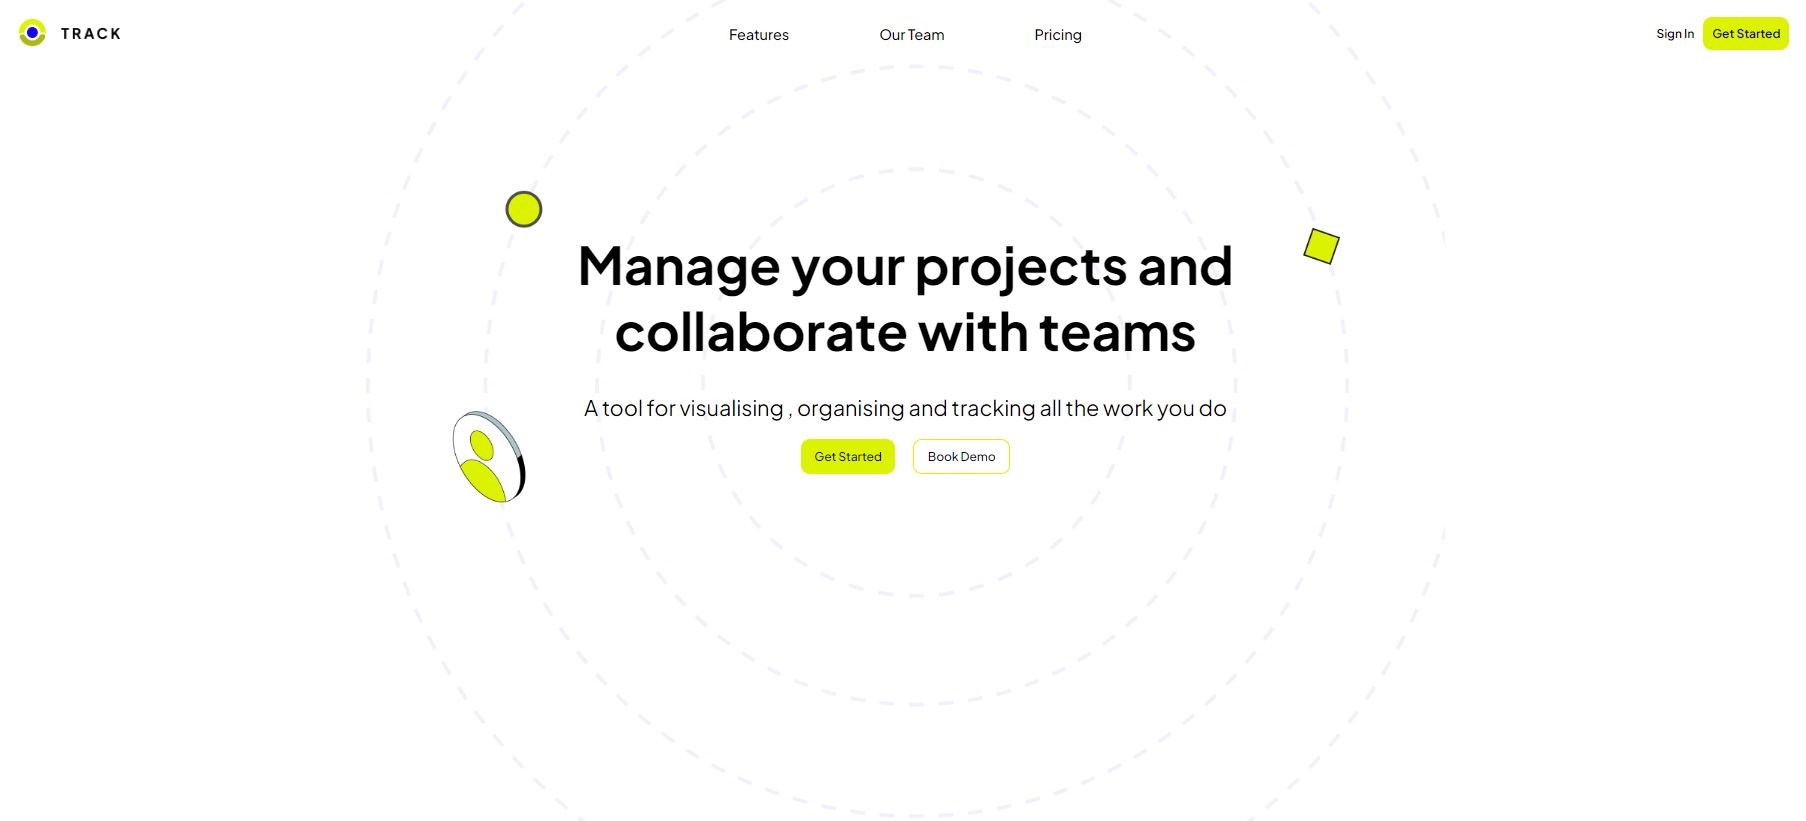 TRACK
Features
Our Team
Pricing
Sign In
Get Started
Manage your projects and
collaborate with teams
A tool for visualising , organising and tracking all the work you do
Get Started
Book Demo